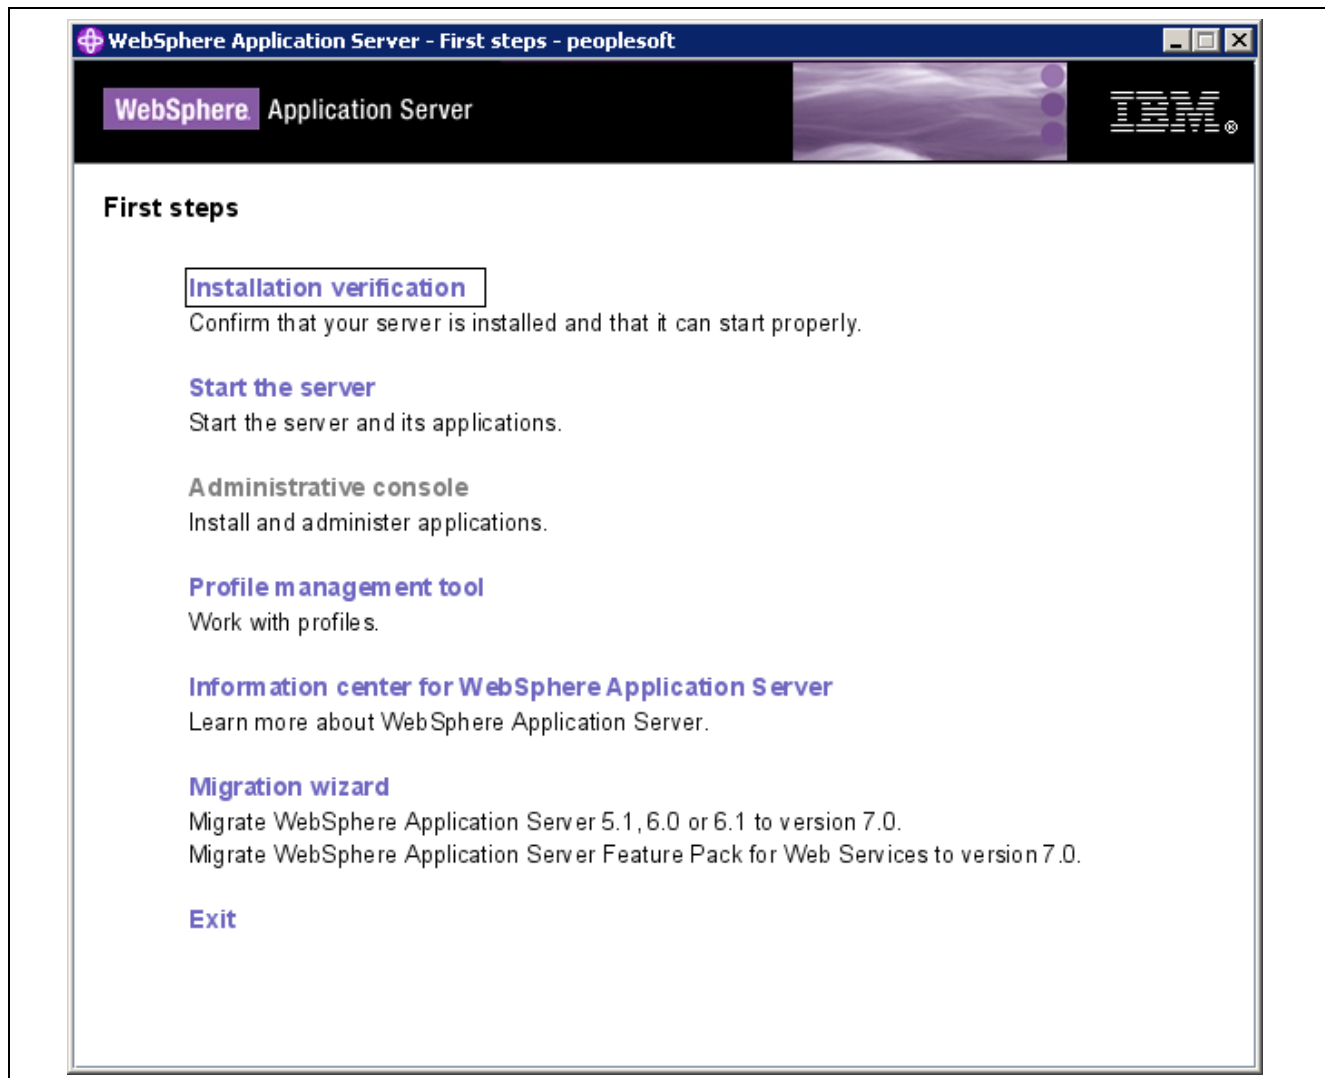 WebSphere Application Server - First steps - peoplesoft
WebSphere. Application Server
IBM®
First steps
Installation verification
Confirm that your server is installed and that it can start properly.
Start the server
Start the server and its applications.
Administrative console
Install and administer applications.
Profile management tool
Work with profiles.
Information center for WebSphere Application Server
Learn more about WebSphere Application Server.
Migration wizard
Migrate WebSphere Application Server 5.1, 6.0 or 6.1 to version 7.0.
Migrate WebSphere Application Server Feature Pack for Web Services to version 7.0.
Exit